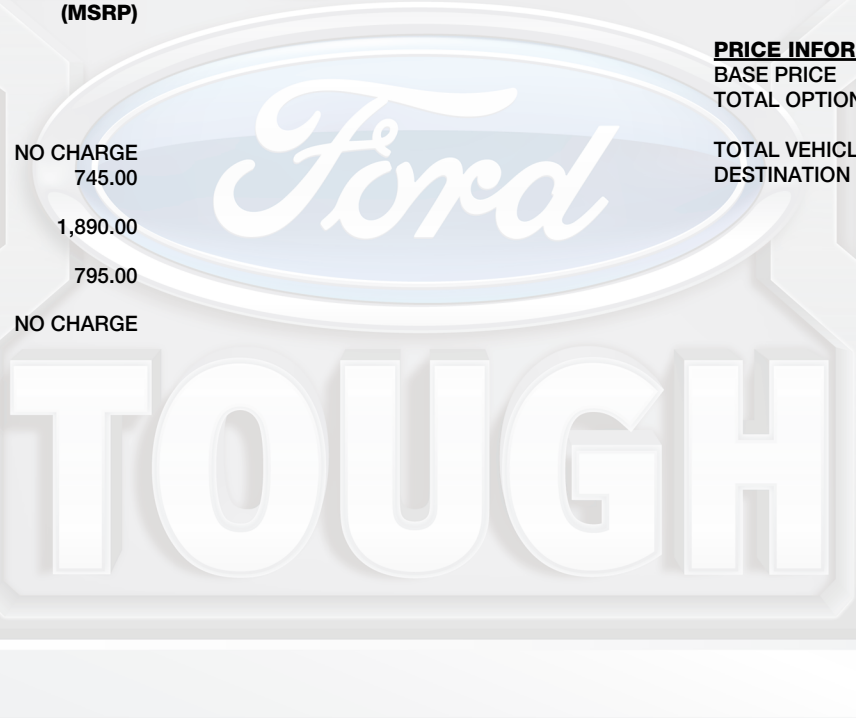 (MSRP)
NO CHARGE
745.00
1,890.00
795.00
NO CHARGE
PRICE INFOR
BASE PRICE
TOTAL OPTION
TOTAL VEHICL
DESTINATION
Ford
TOUGH